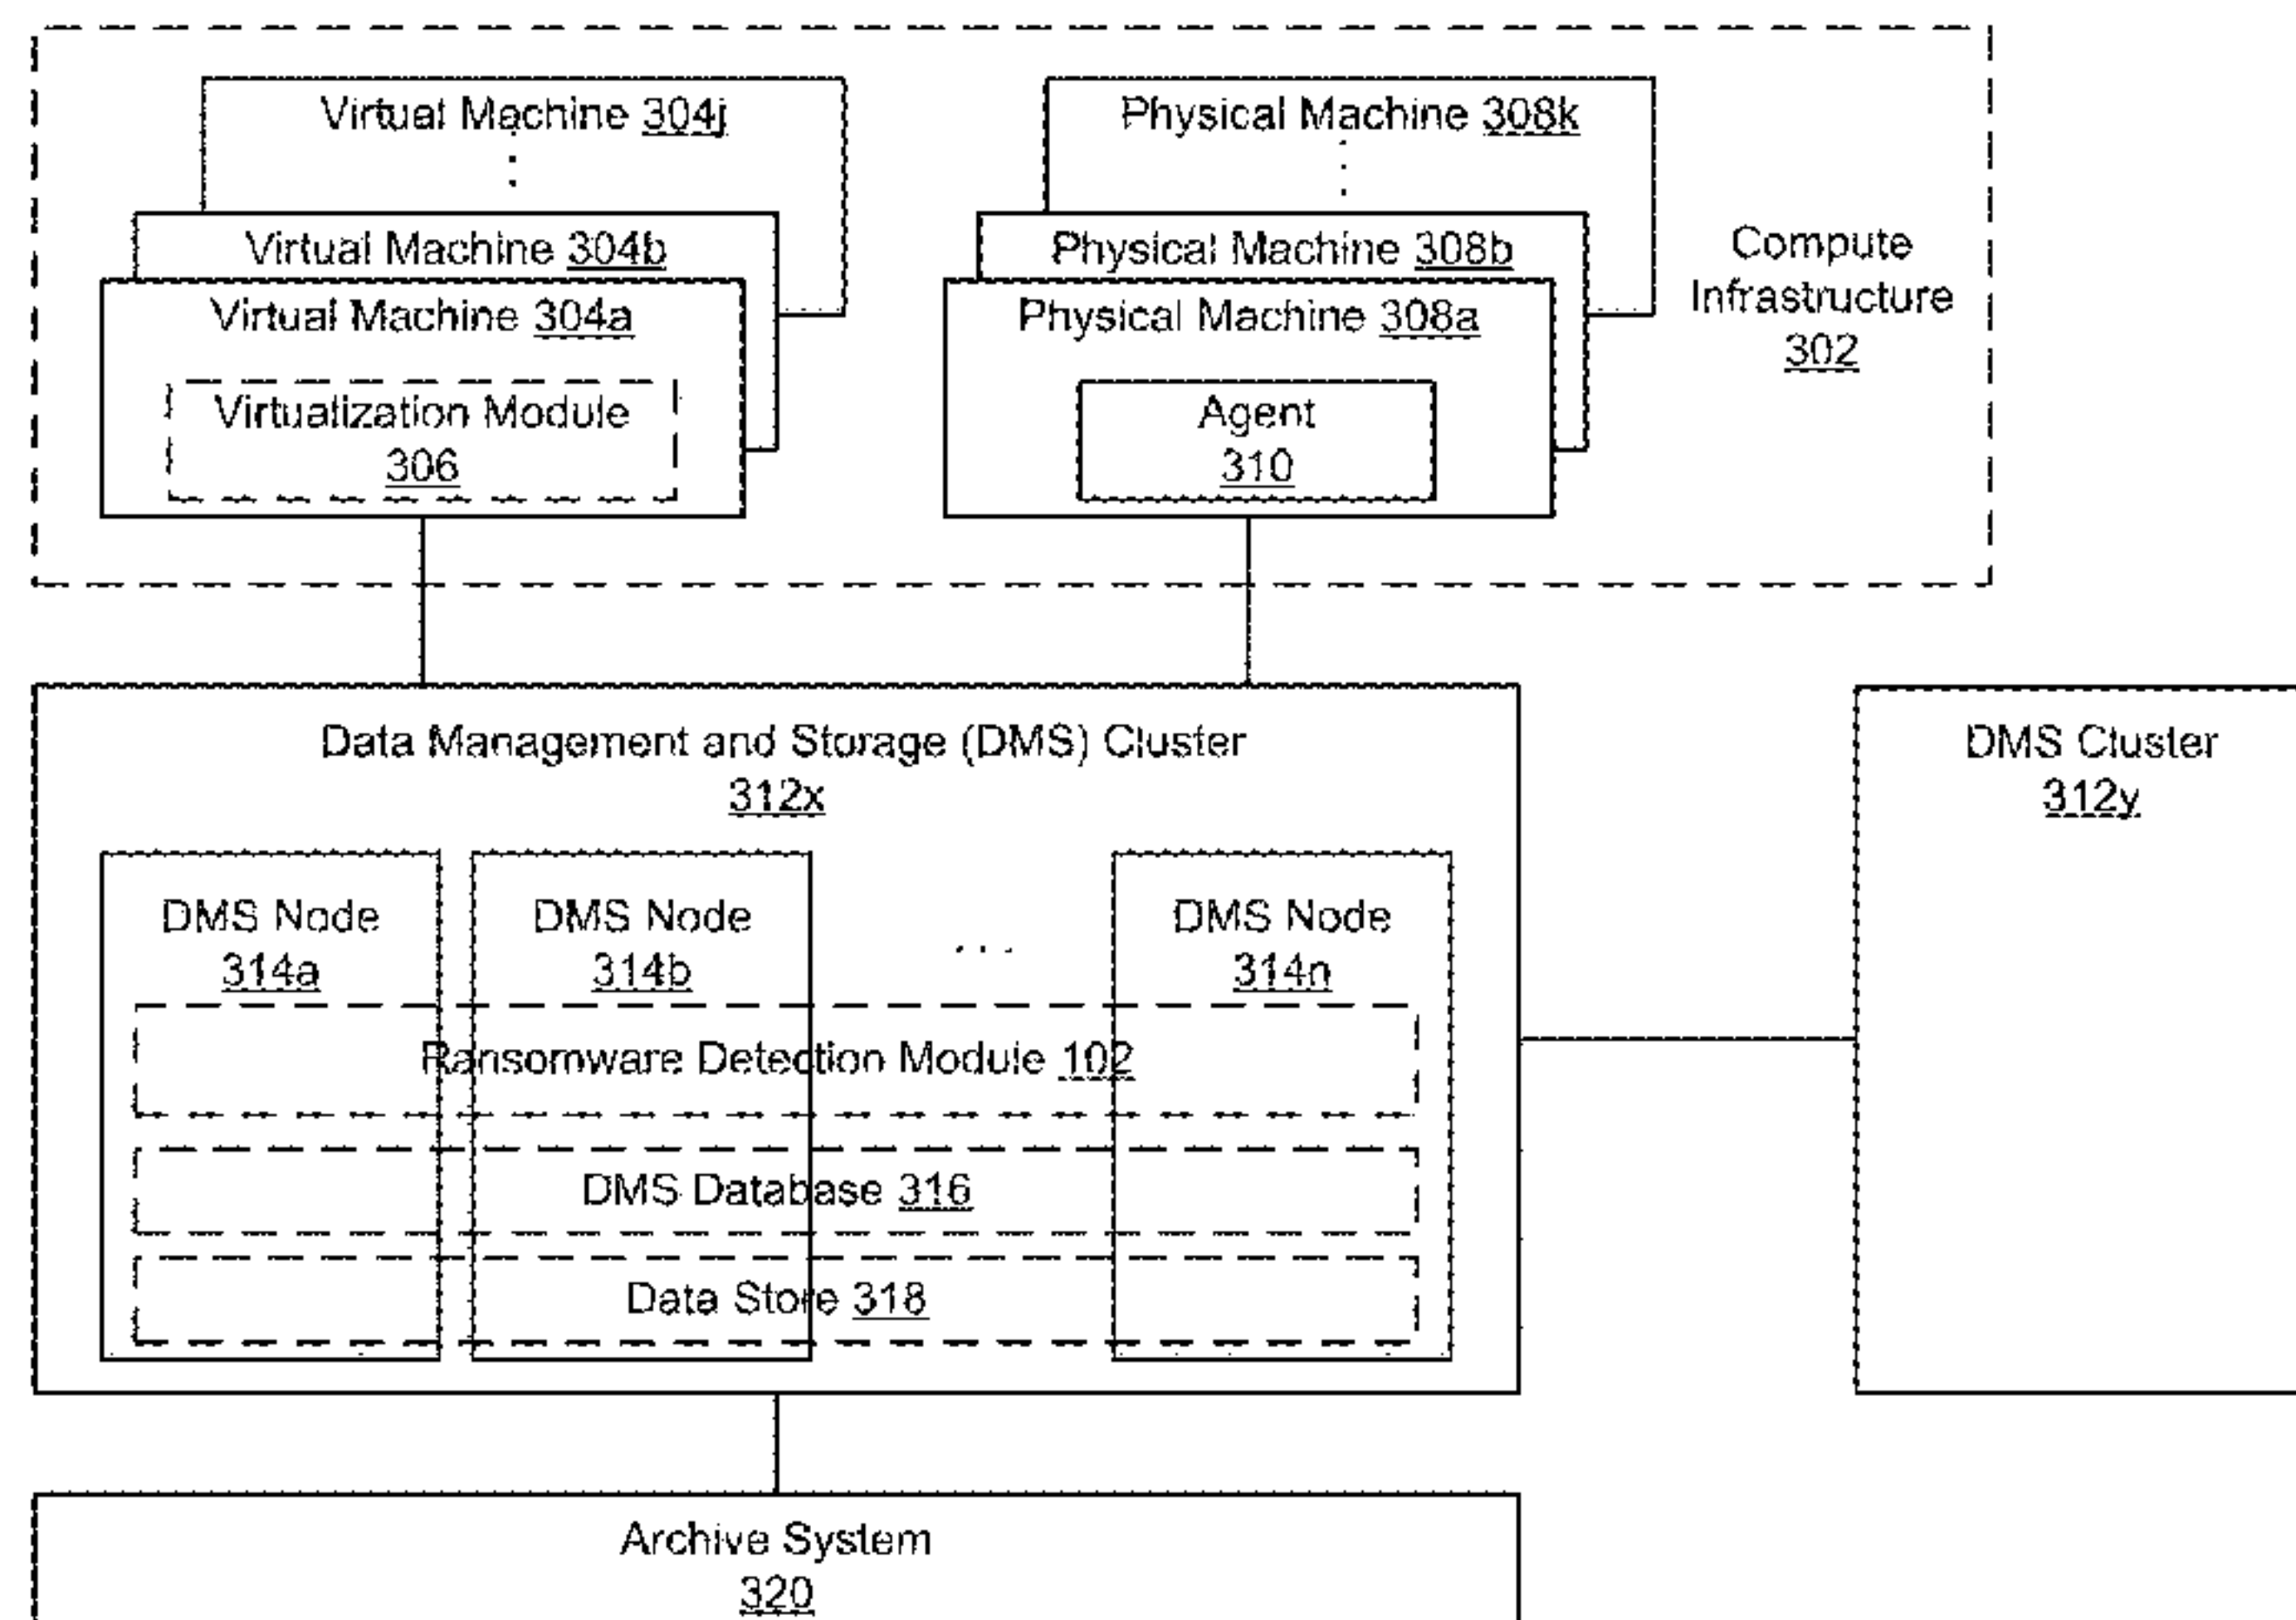 Virtual Machine 304j
Physical Machine 308k
Virtual Machine 304b
Physical Machine 308b
Compute
Infrastructure
302
Virtual Machine 304a
Physical Machine 308a
Virtualization Module
306
Agent
310
Data Management and Storage (DMS) Cluster
312x
DMS Cluster
312y
DMS Node
314a
DMS Node
314b
...
DMS Node
314n
Ransomware Detection Module 102
DMS Database 316
Data Store 318
Archive System
320